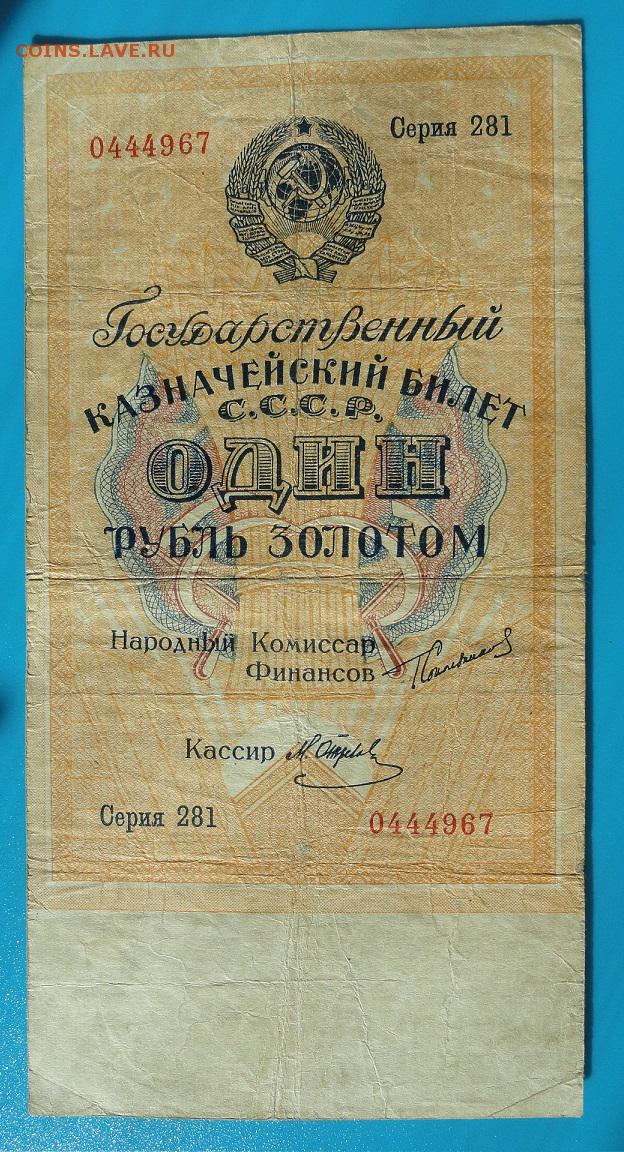 COINS.LAVE.RU
0444967
Серия 281
Государственный
КАЗНАЧЕЙСКИЙ БИЛЕТ
С.С.С.Р.
ОДИН
РУБЛЬ ЗОЛОТОМ
Народный Комиссар
Финансов
Кассир
Серия 281
0444967